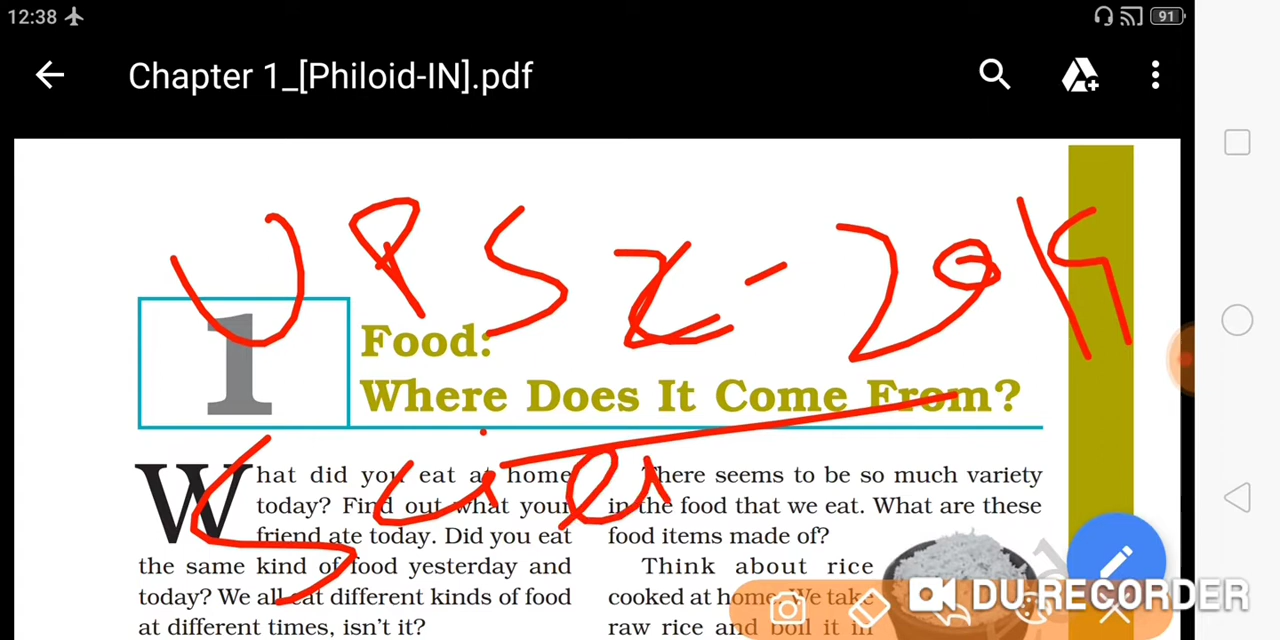 12:38
91
Chapter 1_[Philoid-IN].pdf
1
Food:
Where Does It Come From?
What did you eat at home
today? Find out what your
friend ate today. Did you eat
the same kind of food yesterday and
today? We all eat different kinds of food
at different times, isn't it?
There seems to be so much variety
in the food that we eat. What are these
food items made of?
Think about rice
cooked at home. We take
raw rice and boil it in
DU RECORDER